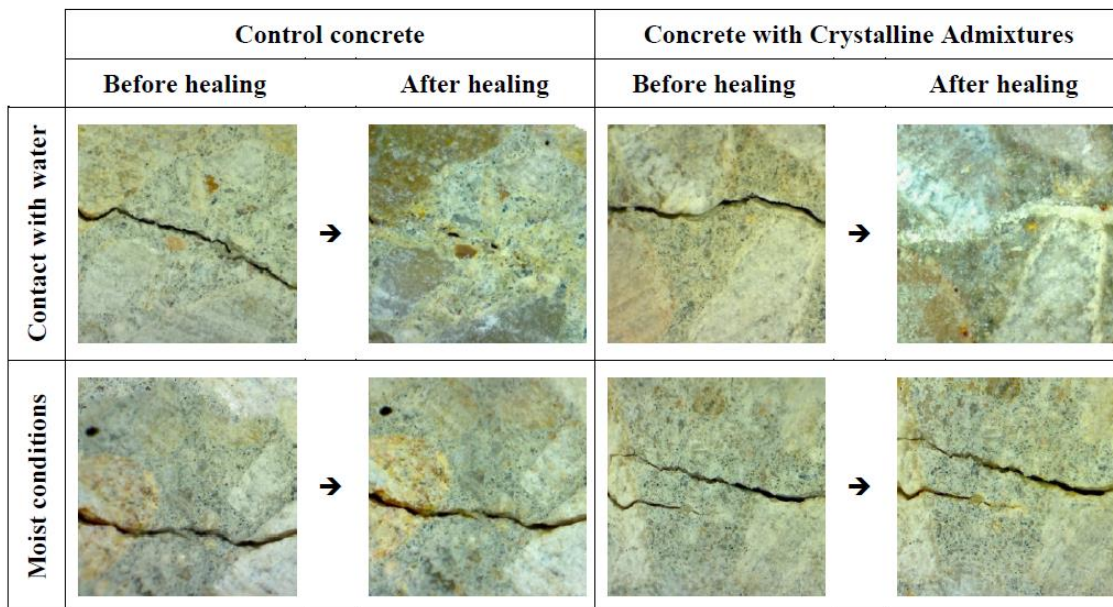 Control concrete
Concrete with Crystalline Admixtures
Before healing
After healing
Before healing
After healing
Contact with water
➔
➔
Moist conditions
➔
➔